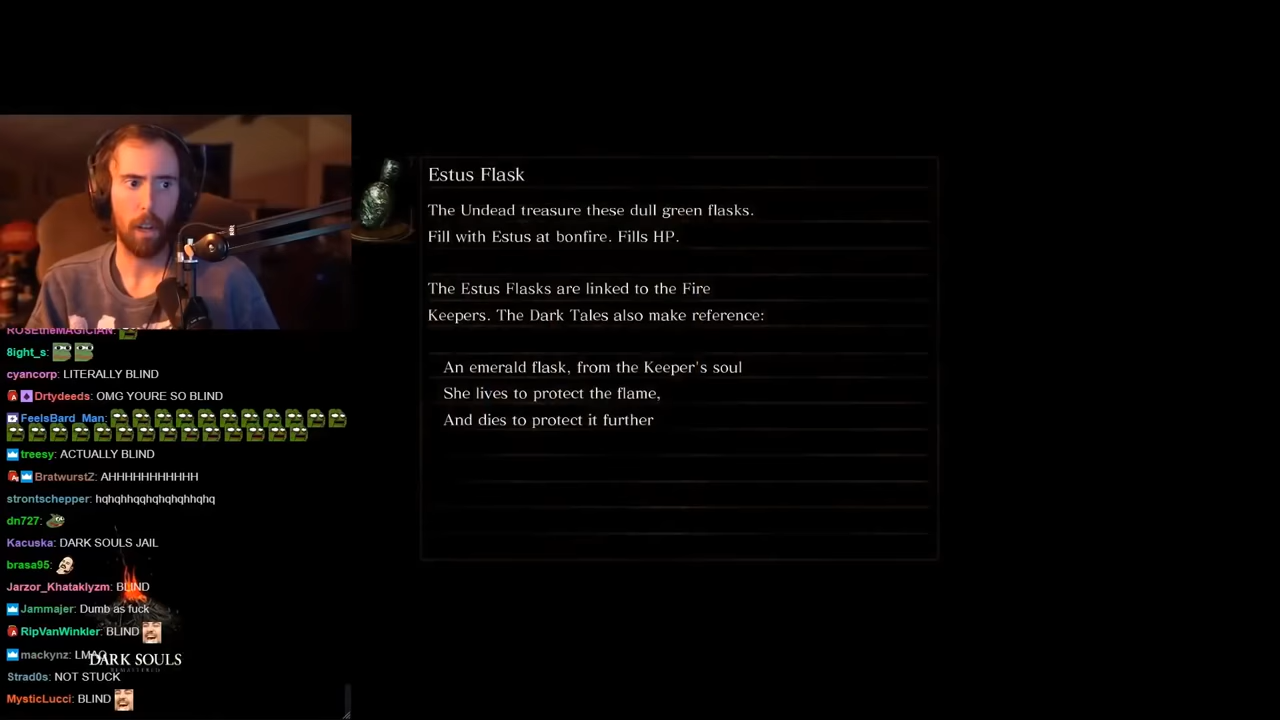 Estus Flask
The Undead treasure these dull green flasks.
Fill with Estus at bonfire. Fills HP.
The Estus Flasks are linked to the Fire
Keepers. The Dark Tales also make reference:
An emerald flask, from the Keeper's soul
She lives to protect the flame,
And dies to protect it further
ROSEtheMAGICIAN:
8ight_s:
cyancorp: LITERALLY BLIND
Drtydeeds: OMG YOURE SO BLIND
FeelsBard_Man:
treesy: ACTUALLY BLIND
BratwurstZ: AHHHHHHHHHHH
strontschepper: hqhqhhqqhqhqhqhhqhq
dn727:
Kacuska: DARK SOULS JAIL
brasa95:
Jarzor_Khataklyzm: BLIND
Jammajer: Dumb as fuck
RipVanWinkler: BLIND
mackynz: LMAO
DARK SOULS
REMASTERED
Strad0s: NOT STUCK
MysticLucci: BLIND